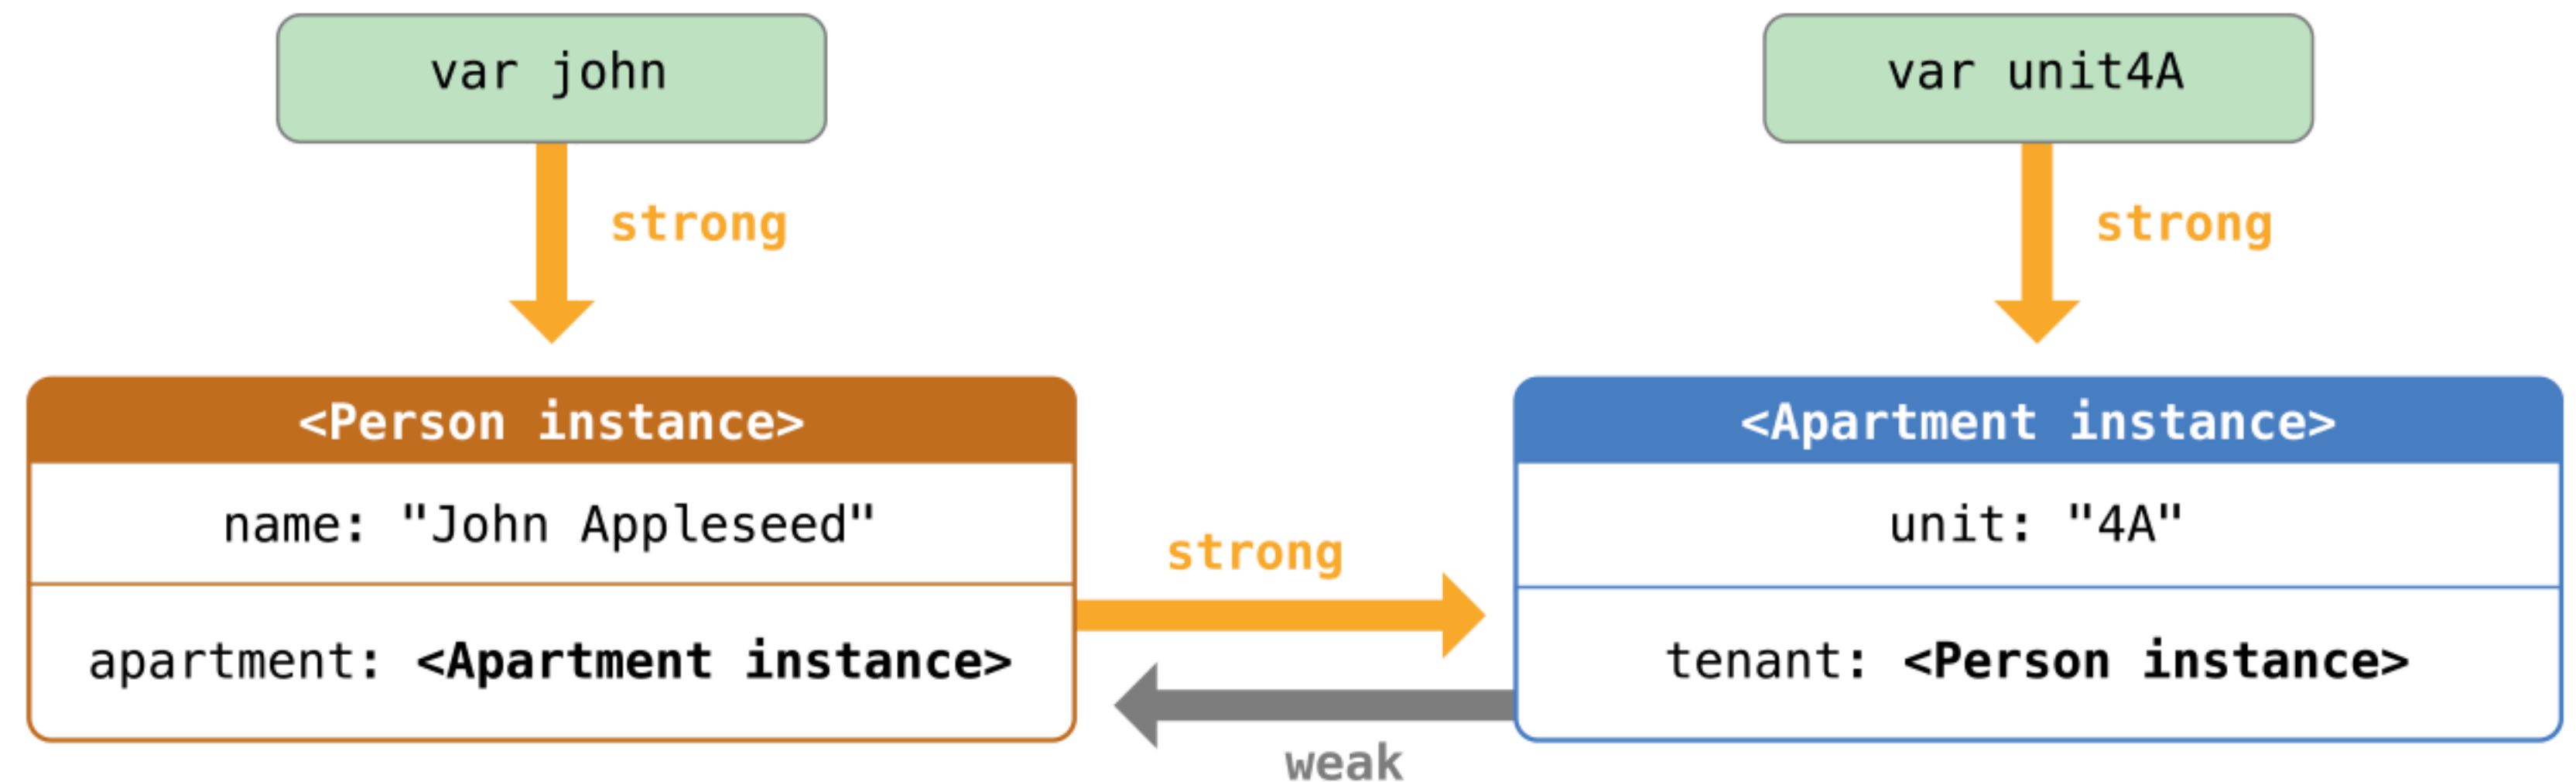 var john
var unit4A
strong
strong
<Person instance>
name: "John Appleseed"
apartment: <Apartment instance>
strong
weak
<Apartment instance>
unit: "4A"
tenant: <Person instance>